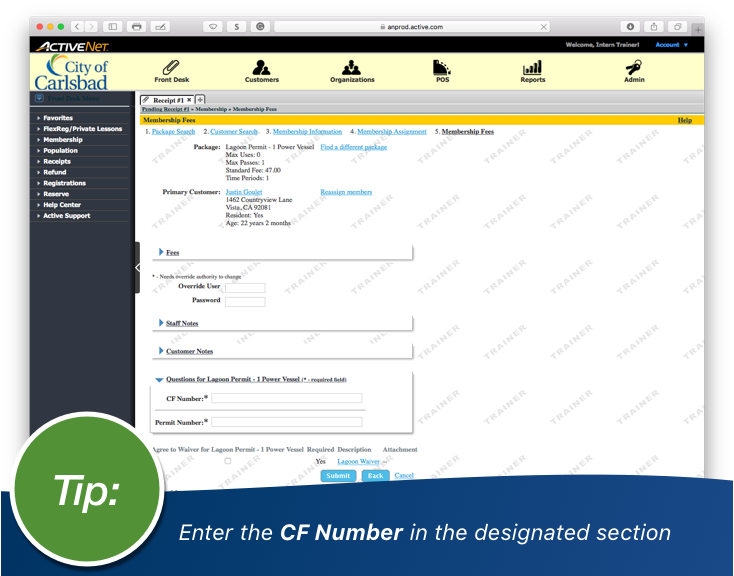 anprod.active.com
ACTIVENet
Welcome, Intern Trainer!
Account
City of
Carlsbad
Front Desk
Customers
Organizations
POS
Reports
Admin
Front Desk Menu
Favorites
FlexReg/Private Lessons
Membership
Population
Receipts
Refund
Registrations
Reserve
Help Center
Active Support
Receipt #1 × +
Pending Receipt #1 » Membership » Membership Fees
Membership Fees
Help
1. Package Search 2. Customer Search 3. Membership Information 4. Membership Assignment 5. Membership Fees
Package: Lagoon Permit - 1 Power Vessel Find a different package
Max Uses: 0
Max Passes: 1
Standard Fee: 47.00
Time Periods: 1
Primary Customer: Justin Goulet Reassign members
1462 Countryview Lane
Vista, CA 92081
Resident: Yes
Age: 22 years 2 months
Fees
* - Needs override authority to change
Override User
Password
Staff Notes
Customer Notes
Questions for Lagoon Permit - 1 Power Vessel (* - required field)
CF Number:*
Permit Number:*
Agree to Waiver for Lagoon Permit - 1 Power Vessel Required Description Attachment
Yes Lagoon Waiver --
Submit Back Cancel
TRAINER
Tip:
Enter the CF Number in the designated section